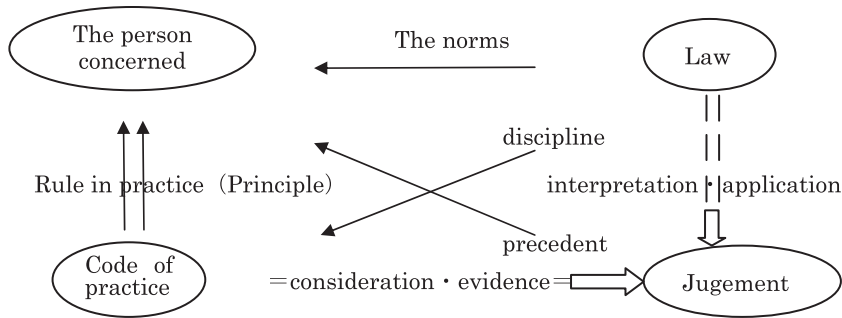 The person
concerned
The norms
Law
discipline
Rule in practice（Principle）
interpretation・application
precedent
Code of
practice
=consideration・evidence=
Jugement